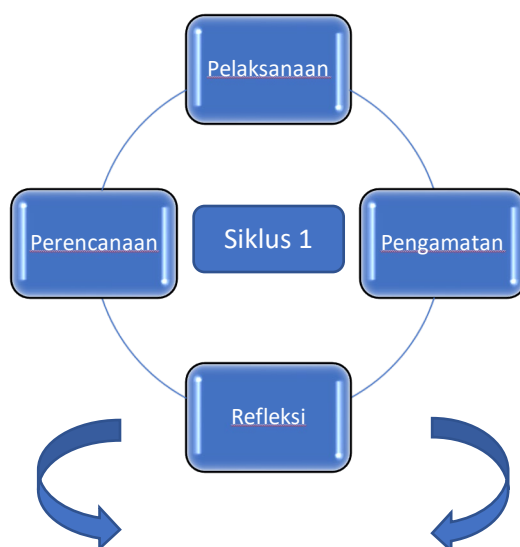 Pelaksanaan
Perencanaan
Siklus 1
Pengamatan
Refleksi